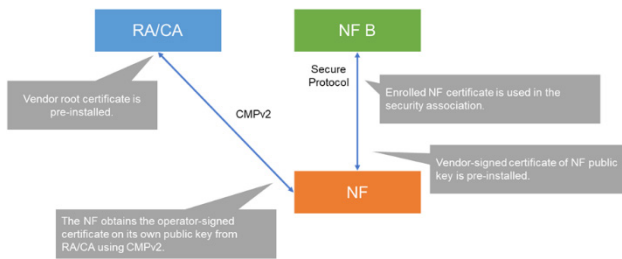 RA/CA
NF B
Vendor root certificate is
pre-installed.
Secure
Protocol
Enrolled NF certificate is used in the
security association.
CMPv2
Vendor-signed certificate of NF public
key is pre-installed.
NF
The NF obtains the operator-signed
certificate on its own public key from
RA/CA using CMPv2.